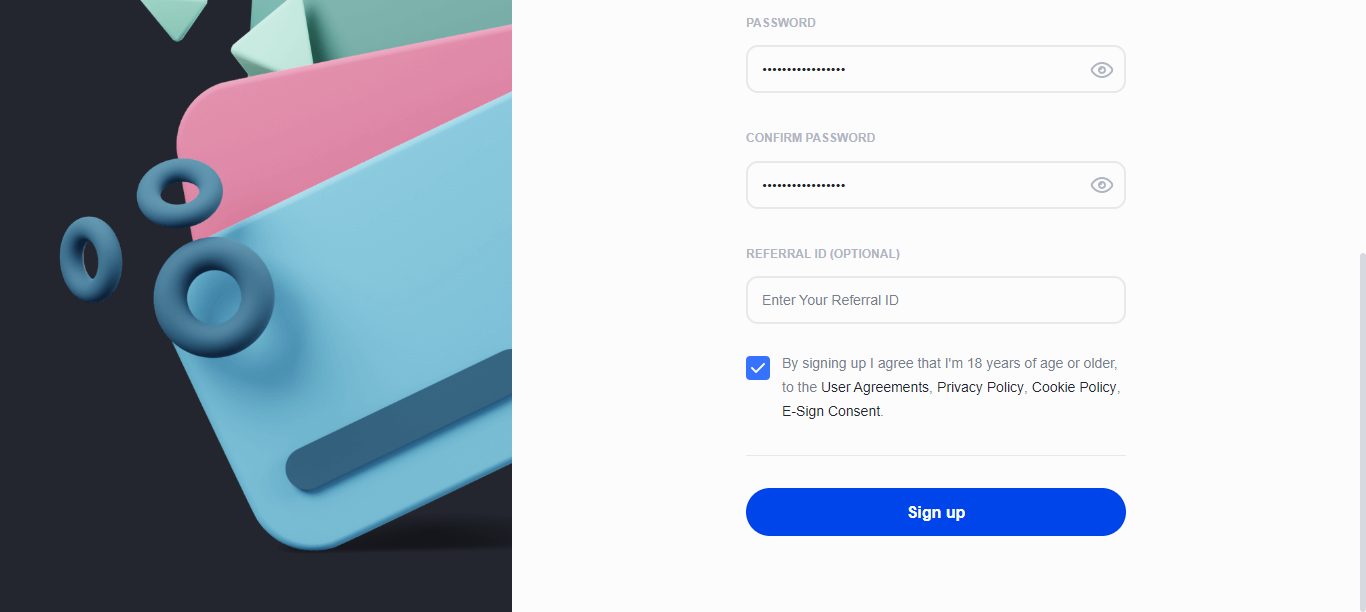 PASSWORD
•••••••••••••••••
CONFIRM PASSWORD
•••••••••••••••••
REFERRAL ID (OPTIONAL)
Enter Your Referral ID
By signing up I agree that I'm 18 years of age or older,
to the User Agreements, Privacy Policy, Cookie Policy,
E-Sign Consent.
Sign up